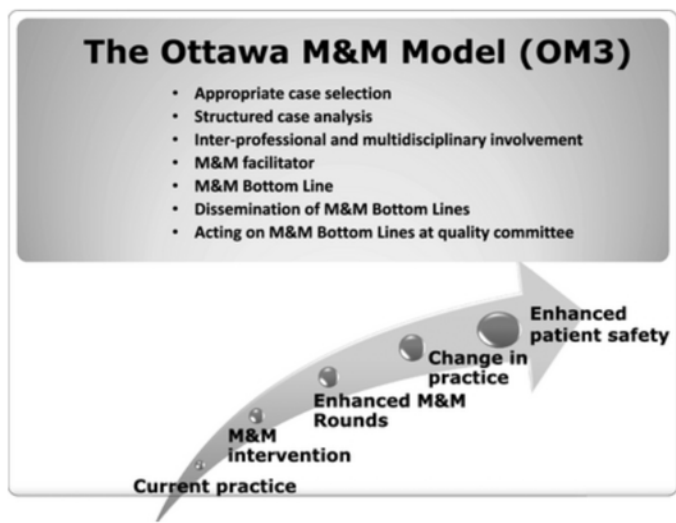 The Ottawa M&M Model (OM3)
• Appropriate case selection
• Structured case analysis
• Inter-professional and multidisciplinary involvement
• M&M facilitator
• M&M Bottom Line
• Dissemination of M&M Bottom Lines
• Acting on M&M Bottom Lines at quality committee
Enhanced
patient safety
Change in
practice
Enhanced M&M
Rounds
M&M
intervention
Current practice